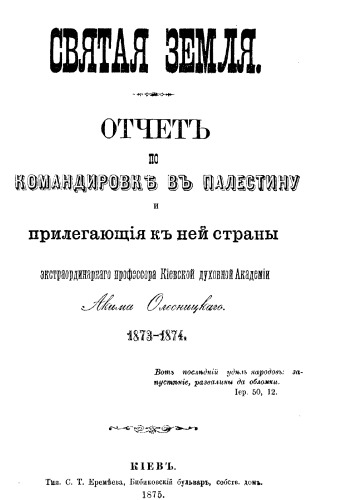 СВЯТАЯ ЗЕМЛЯ.
ОТЧЕТЪ
ПО
КОМАНДИРОВКѢ ВЪ ПАЛЕСТИНУ
И
ПРИЛЕГАЮЩІЯ КЪ НЕЙ СТРАНЫ
экстраординарнаго профессора Кіевской духовной Академіи
Акима Олесницкаго.
1873–1874.
Вотъ послѣдній удѣлъ народовъ: за-
пустѣніе, развалины да обломки.
Іер. 50, 12.
КІЕВЪ.
Тип. С. Т. Еремѣева, Бибиковскій бульваръ, собств. домъ.
1875.